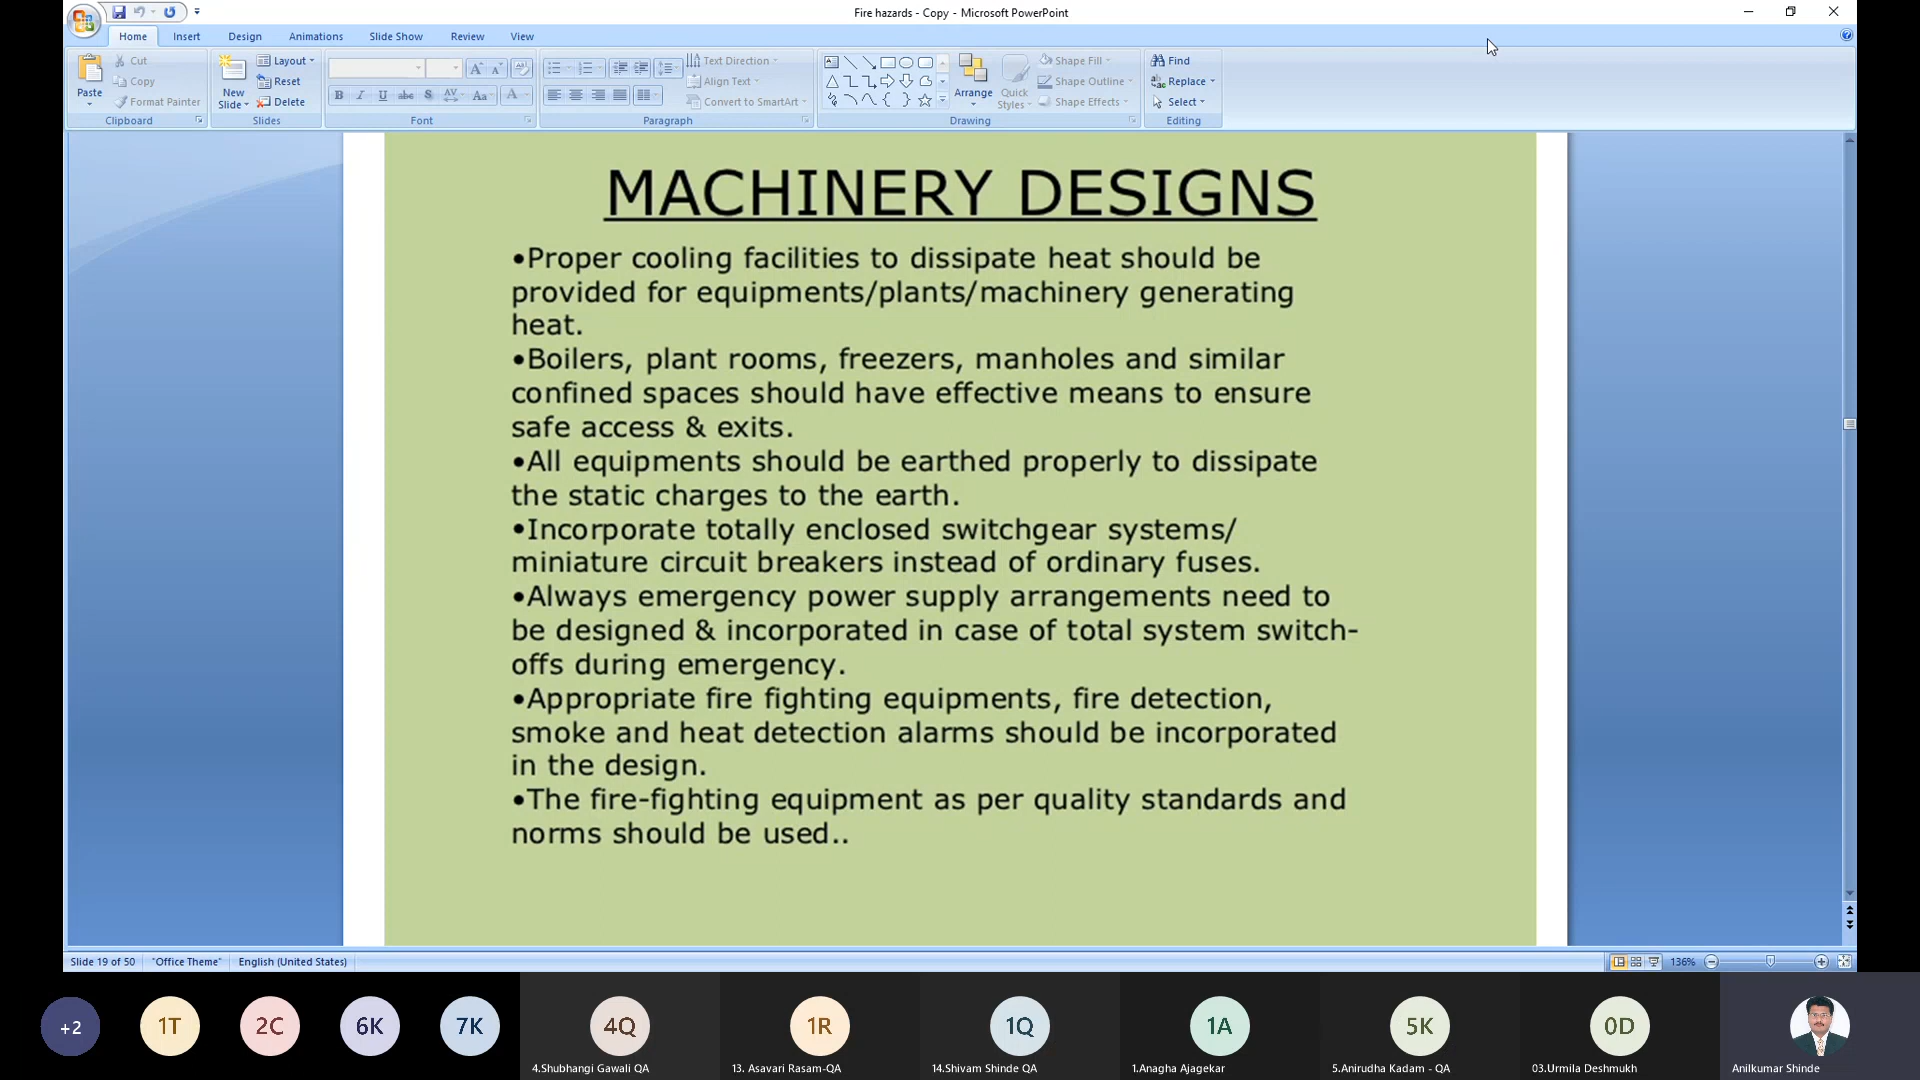 Fire hazards - Copy - Microsoft PowerPoint
Home Insert Design Animations Slide Show Review View
Paste Cut Copy Format Painter
Clipboard
New Slide Layout Reset Delete
Slides
B I U abc S AV Aa A
Font
Text Direction
Align Text
Convert to SmartArt
Paragraph
Arrange Quick Styles
Shape Fill
Shape Outline
Shape Effects
Drawing
Find
Replace
Select
Editing
MACHINERY DESIGNS
•Proper cooling facilities to dissipate heat should be
provided for equipments/plants/machinery generating
heat.
•Boilers, plant rooms, freezers, manholes and similar
confined spaces should have effective means to ensure
safe access & exits.
•All equipments should be earthed properly to dissipate
the static charges to the earth.
•Incorporate totally enclosed switchgear systems/
miniature circuit breakers instead of ordinary fuses.
•Always emergency power supply arrangements need to
be designed & incorporated in case of total system switch-
offs during emergency.
•Appropriate fire fighting equipments, fire detection,
smoke and heat detection alarms should be incorporated
in the design.
•The fire-fighting equipment as per quality standards and
norms should be used..
Slide 19 of 50 "Office Theme" English (United States) 136%
+2 1T 2C 6K 7K 4Q 1R 1Q 1A 5K 0D
4.Shubhangi Gawali QA 13. Asavari Rasam-QA 14.Shivam Shinde QA 1.Anagha Ajagekar 5.Anirudha Kadam - QA 03.Urmila Deshmukh Anilkumar Shinde